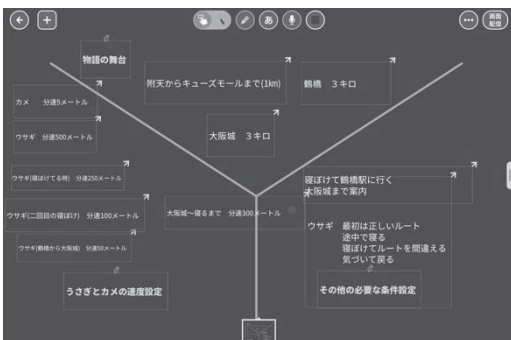 画面
配信
あ
物語の舞台
附天からキューズモールまで(1km)
鶴橋 3キロ
カメ 分速5メートル
大阪城 3キロ
ウサギ 分速500メートル
ウサギ(寝ぼけてる時) 分速250メートル
寝ぼけて鶴橋駅に行く
大阪城まで案内
ウサギ(二回目の寝ぼけ) 分速100メートル
大阪城〜寝るまで 分速300メートル
ウサギ 最初は正しいルート
途中で寝る
寝ぼけてルートを間違える
気づいて戻る
ウサギ(鶴橋から大阪城) 分速50メートル
うさぎとカメの速度設定
その他の必要な条件設定